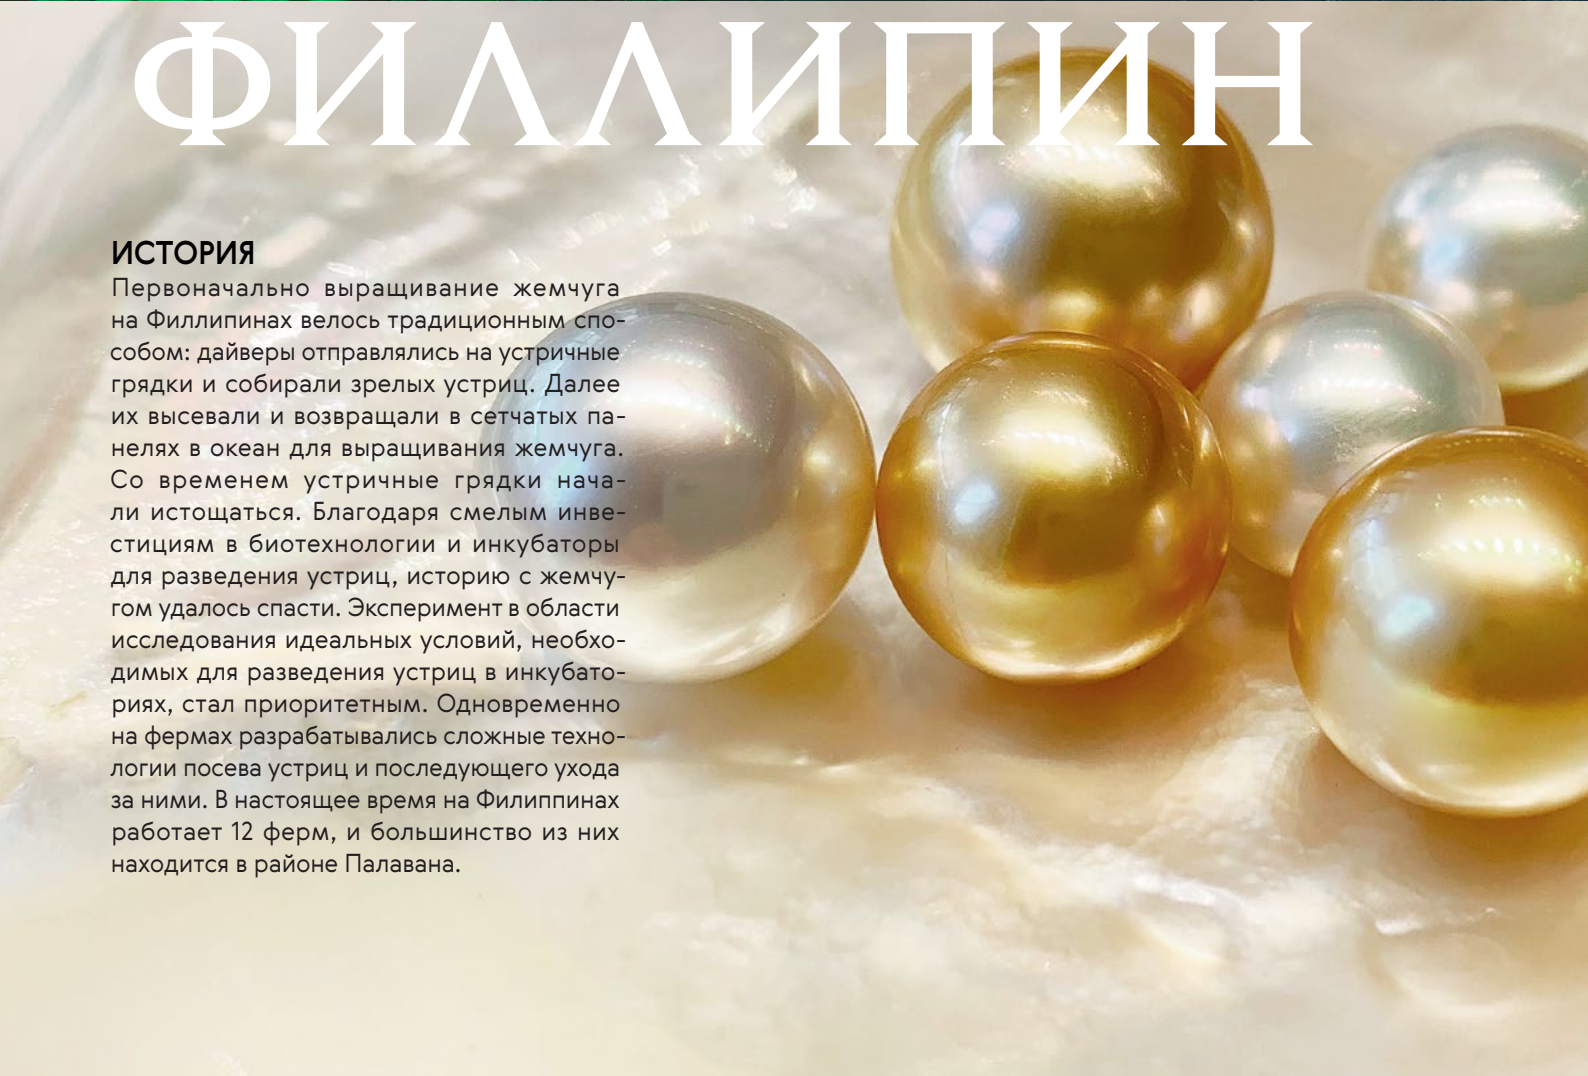 ФИЛЛИПИН
ИСТОРИЯ
Первоначально выращивание жемчуга
на Филлипинах велось традиционным спо-
собом: дайверы отправлялись на устричные
грядки и собирали зрелых устриц. Далее
их высевали и возвращали в сетчатых па-
нелях в океан для выращивания жемчуга.
Со временем устричные грядки нача-
ли истощаться. Благодаря смелым инве-
стициям в биотехнологии и инкубаторы
для разведения устриц, историю с жемчу-
гом удалось спасти. Эксперимент в области
исследования идеальных условий, необхо-
димых для разведения устриц в инкубато-
риях, стал приоритетным. Одновременно
на фермах разрабатывались сложные техно-
логии посева устриц и последующего ухода
за ними. В настоящее время на Филиппинах
работает 12 ферм, и большинство из них
находится в районе Палавана.